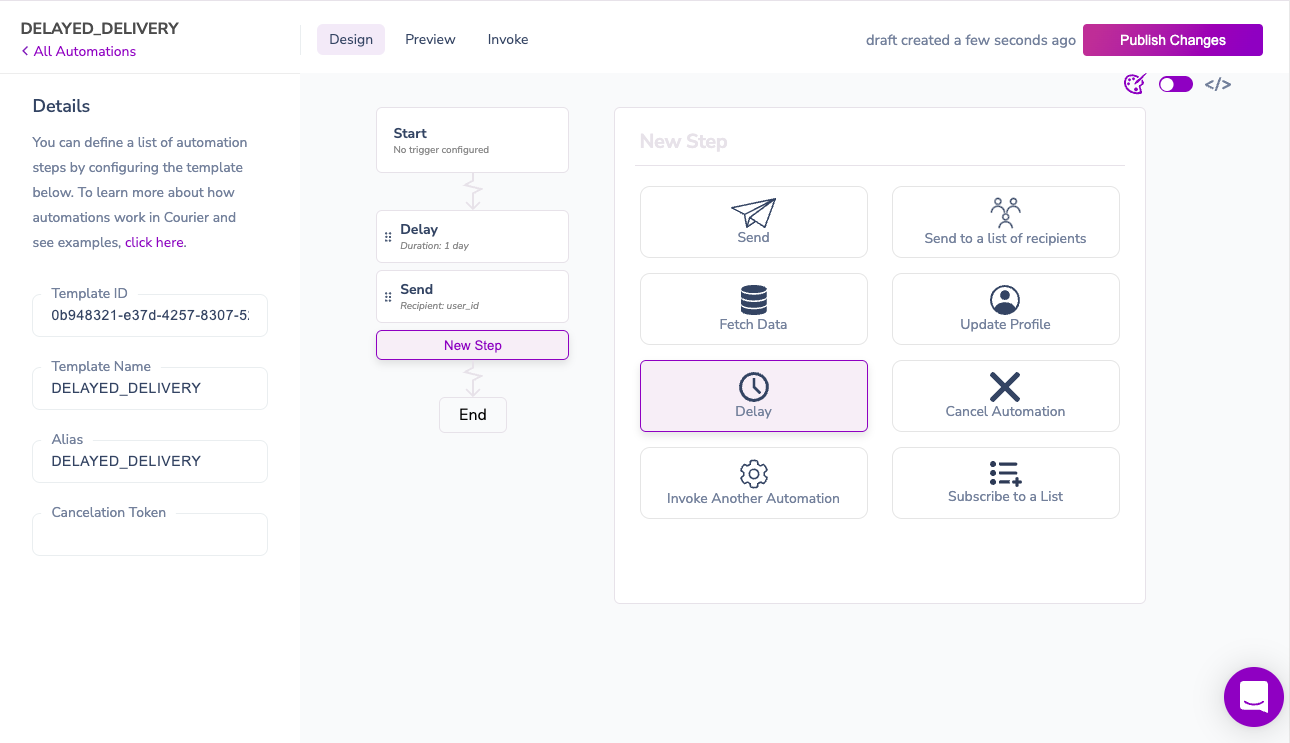 DELAYED_DELIVERY
All Automations
Design
Preview
Invoke
draft created a few seconds ago
Publish Changes
</>
Details
You can define a list of automation
steps by configuring the template
below. To learn more about how
automations work in Courier and
see examples, click here.
Template ID
0b948321-e37d-4257-8307-5
Template Name
DELAYED_DELIVERY
Alias
DELAYED_DELIVERY
Cancelation Token
Start
No trigger configured
Delay
Duration: 1 day
Send
Recipient: user_id
New Step
End
New Step
Send
Send to a list of recipients
Fetch Data
Update Profile
Delay
Cancel Automation
Invoke Another Automation
Subscribe to a List